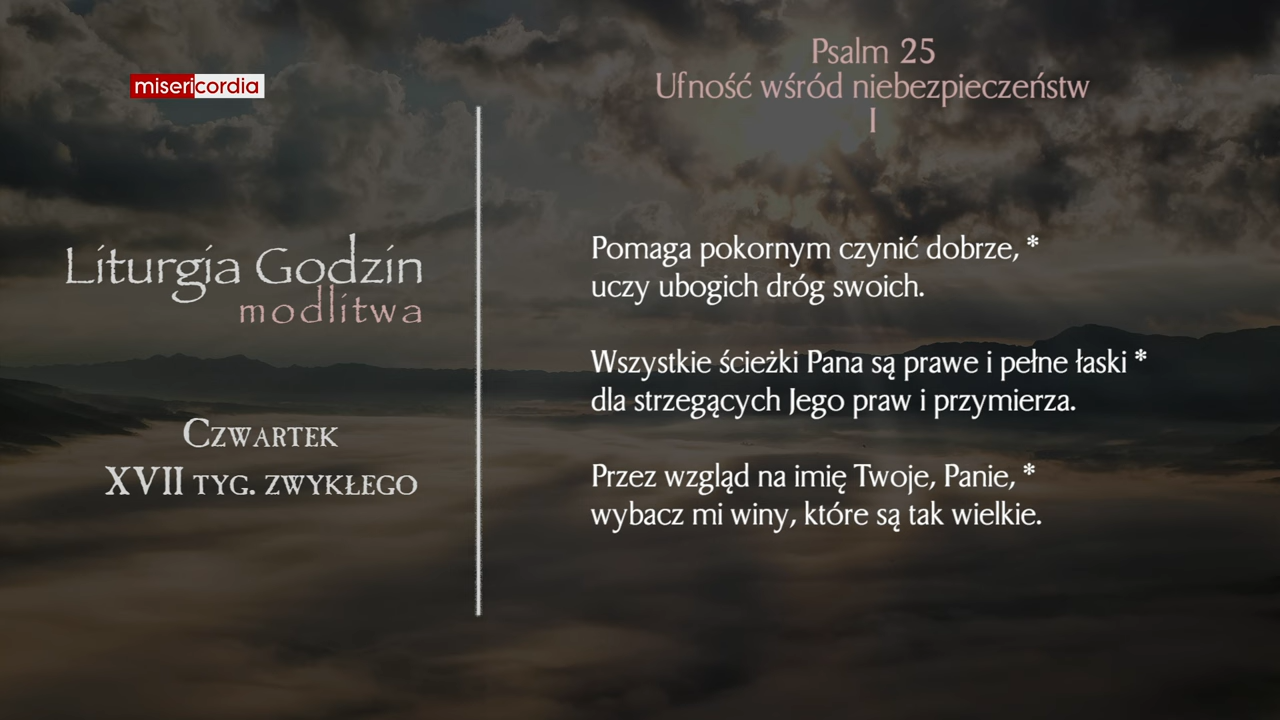 misericordia
Liturgia Godzin
modlitwa
Czwartek
XVII tyg. zwykłego
Psalm 25
Ufność wśród niebezpieczeństw
I
Pomaga pokornym czynić dobrze, *
uczy ubogich dróg swoich.
Wszystkie ścieżki Pana są prawe i pełne łaski *
dla strzegących Jego praw i przymierza.
Przez wzgląd na imię Twoje, Panie, *
wybacz mi winy, które są tak wielkie.